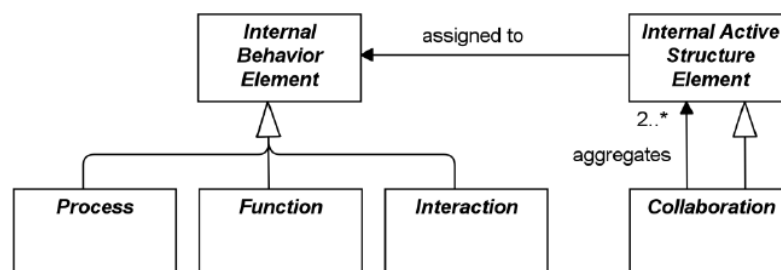 Internal
Behavior
Element
assigned to
Internal Active
Structure
Element
2..*
aggregates
Process
Function
Interaction
Collaboration